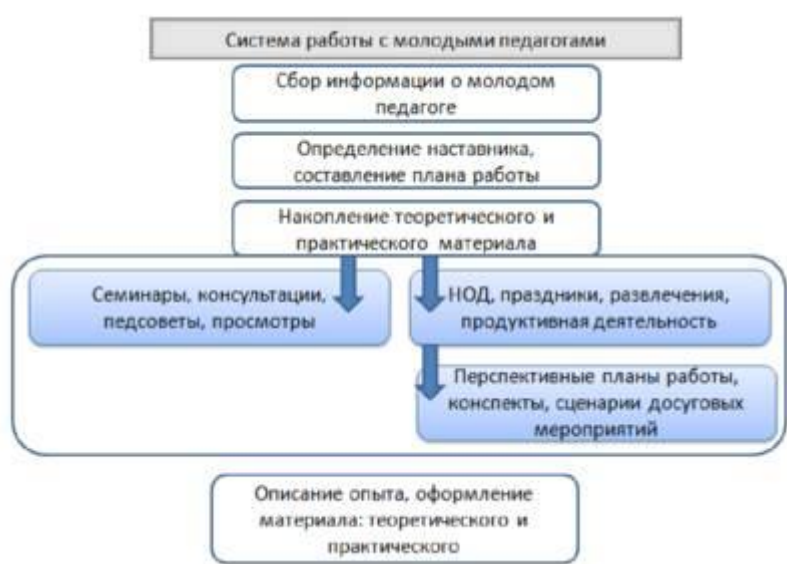 Система работы с молодыми педагогами
Сбор информации о молодом
педагоге
Определение наставника,
составление плана работы
Накопление теоретического и
практического материала
Семинары, консультации,
педсоветы, просмотры
НОД, праздники, развлечения,
продуктивная деятельность
Перспективные планы работы,
конспекты, сценарии досуговых
мероприятий
Описание опыта, оформление
материала: теоретического и
практического